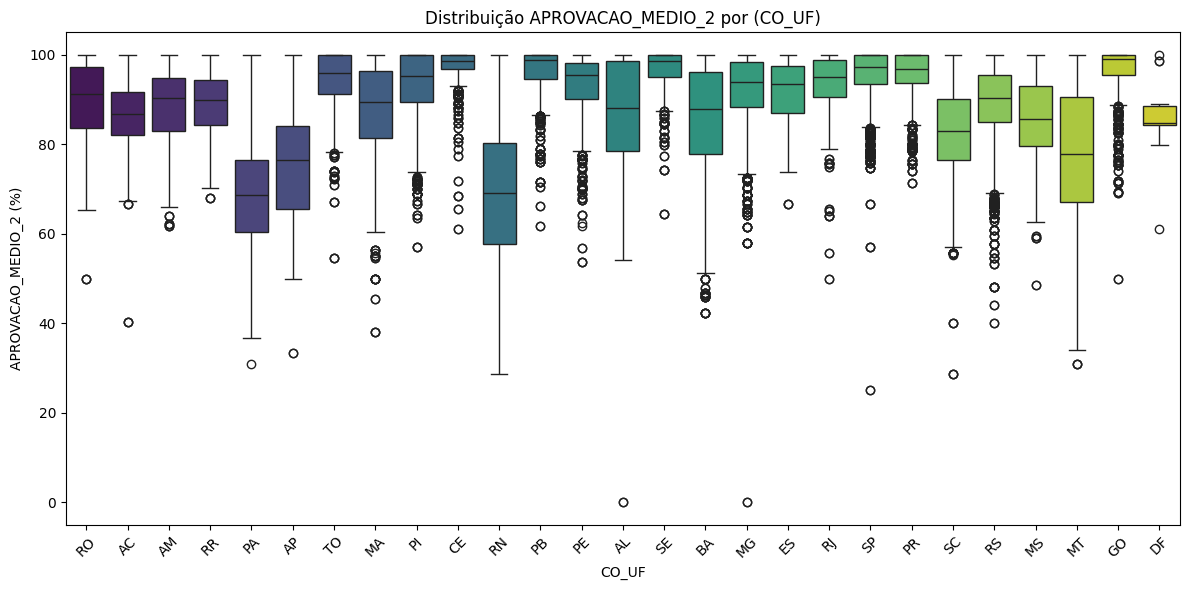 Distribuição APROVACAO_MEDIO_2 por (CO_UF)
APROVACAO_MEDIO_2 (%)
100
80
60
40
20
0
RO AC AM RR PA AP TO MA PI CE RN PB PE AL SE BA MG ES RJ SP PR SC RS MS MT GO DF
CO_UF